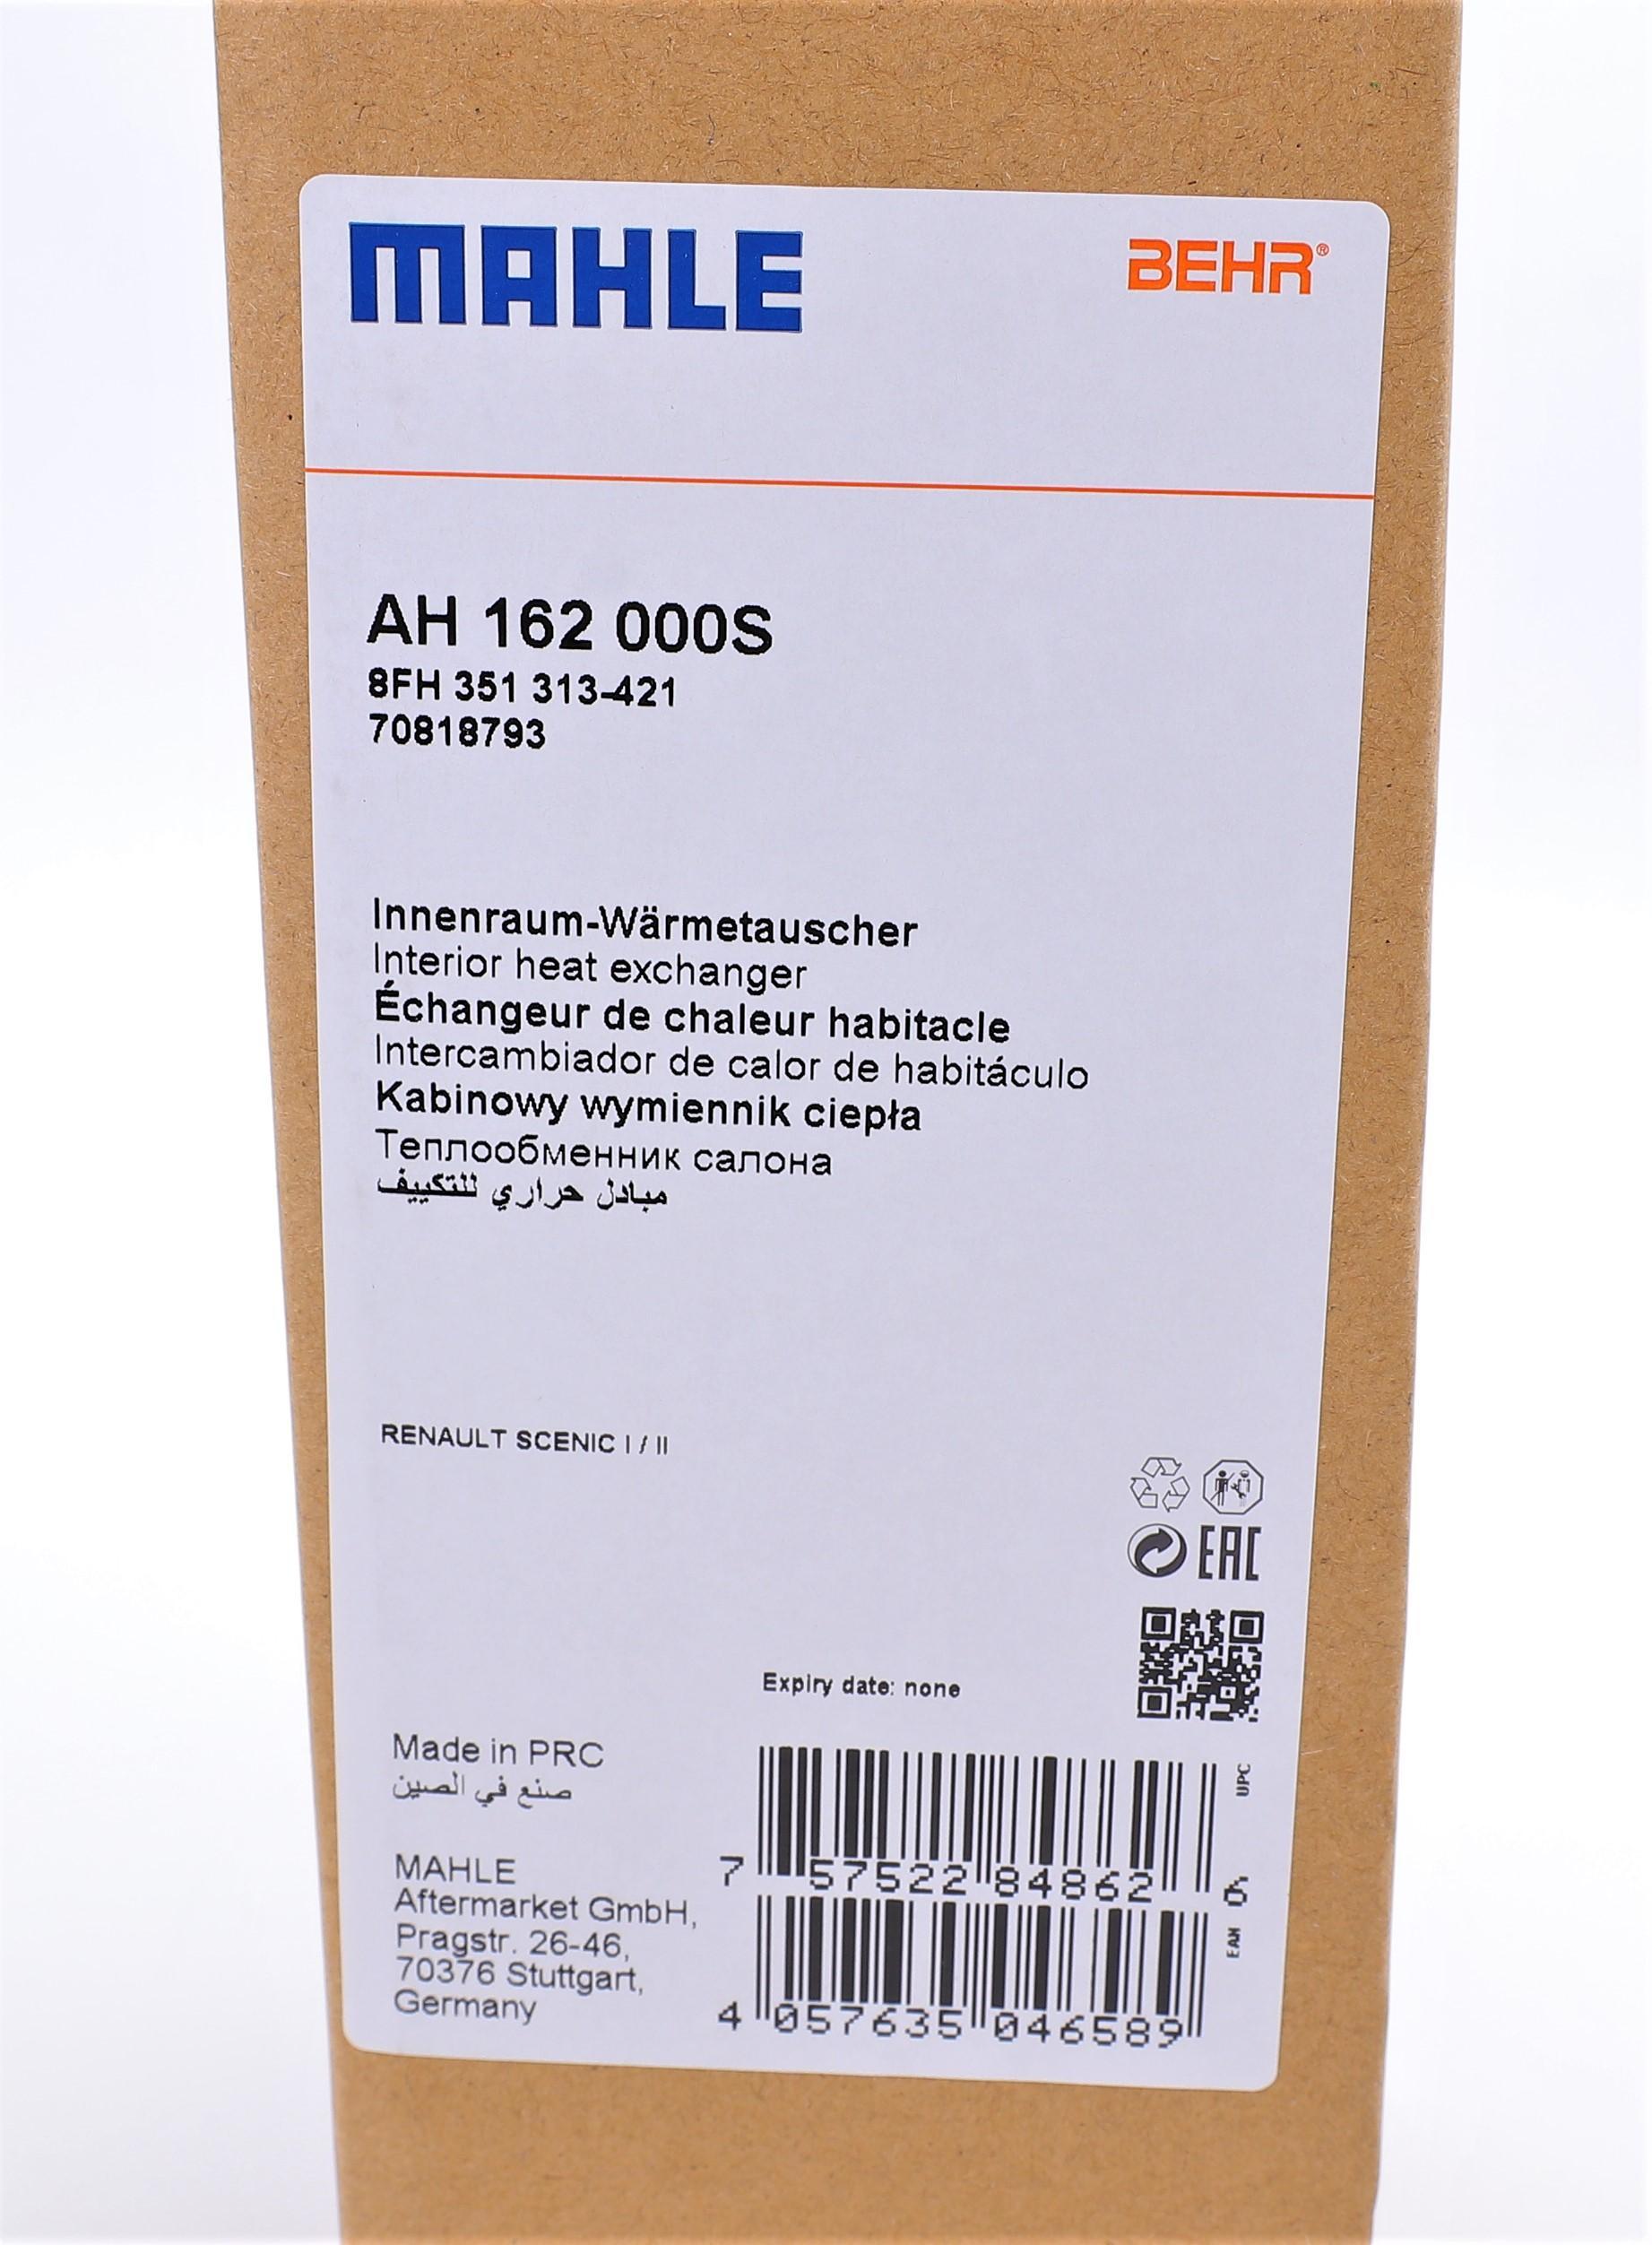 MAHLE
BEHR®
AH 162 000S
8FH 351 313-421
70818793
Innenraum-Wärmetauscher
Interior heat exchanger
Échangeur de chaleur habitacle
Intercambiador de calor de habitáculo
Kabinowy wymiennik ciepła
Теплообменник салона
مبادل حراري للتكييف
RENAULT SCENIC I / II
EAC
Expiry date: none
Made in PRC
صنع في الصين
UPC
7 57522 84862 6
MAHLE
Aftermarket GmbH,
Pragstr. 26-46,
70376 Stuttgart,
Germany
EAN
4 057635 046589